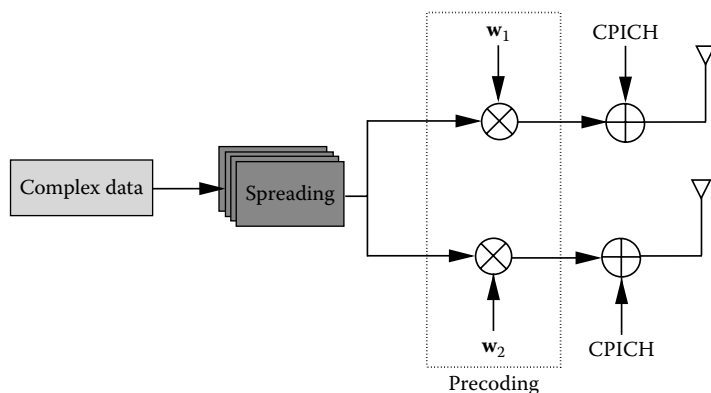 w₁
CPICH
Complex data
Spreading
w₂
CPICH
Precoding